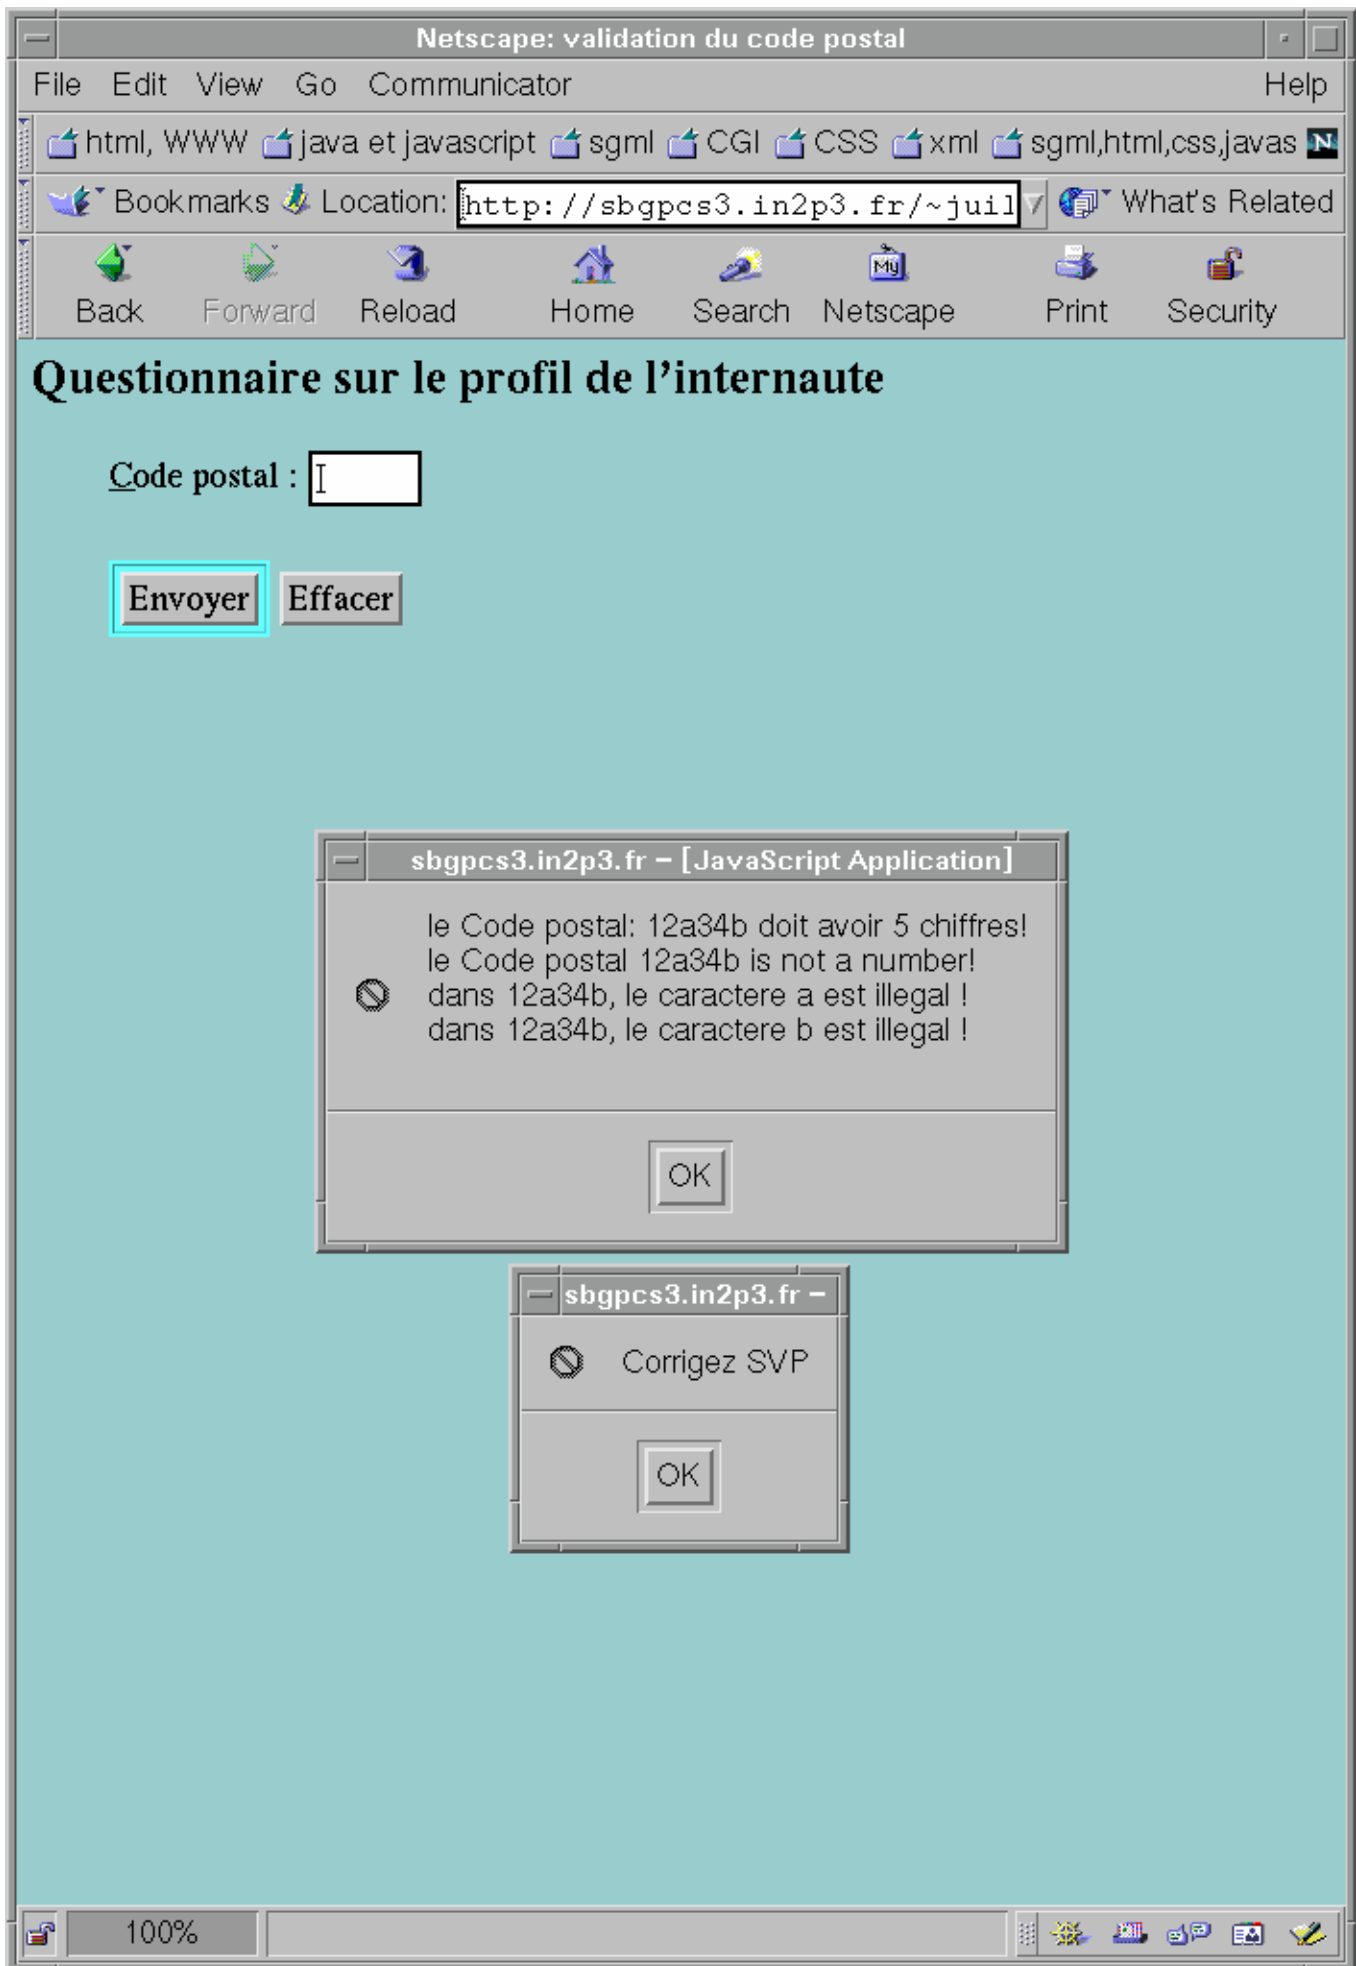 Netscape: validation du code postal
File Edit View Go Communicator Help
html, WWW java et javascript sgml CGI CSS xml sgml,html,css,javas N
Bookmarks Location: http://sbgpcs3.in2p3.fr/~juil What's Related
My
Back Forward Reload Home Search Netscape Print Security
Questionnaire sur le profil de l'internaute
Code postal :
Envoyer Effacer
sbgpcs3.in2p3.fr – [JavaScript Application]
le Code postal: 12a34b doit avoir 5 chiffres!
le Code postal 12a34b is not a number!
dans 12a34b, le caractere a est illegal !
dans 12a34b, le caractere b est illegal !
OK
sbgpcs3.in2p3.fr –
Corrigez SVP
OK
100%